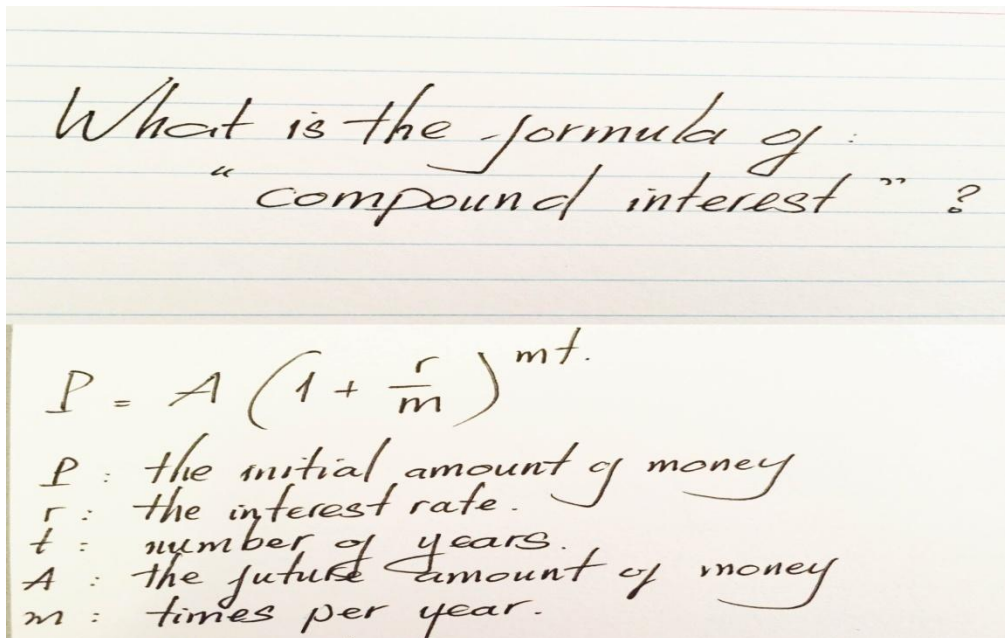 What is the formula of :
“ compound interest ” ?
P = A ( 1 + r/m ) mt.
P : the initial amount of money
r : the interest rate.
t : number of years.
A : the future amount of money
m : times per year.